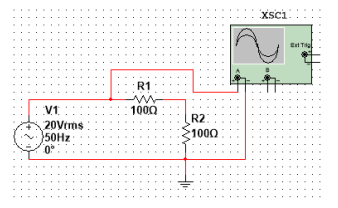 XSC1
Ext Trig
+
A
B
+ -
+ -
R1
100Ω
V1
20Vrms
50Hz
0°
R2
100Ω